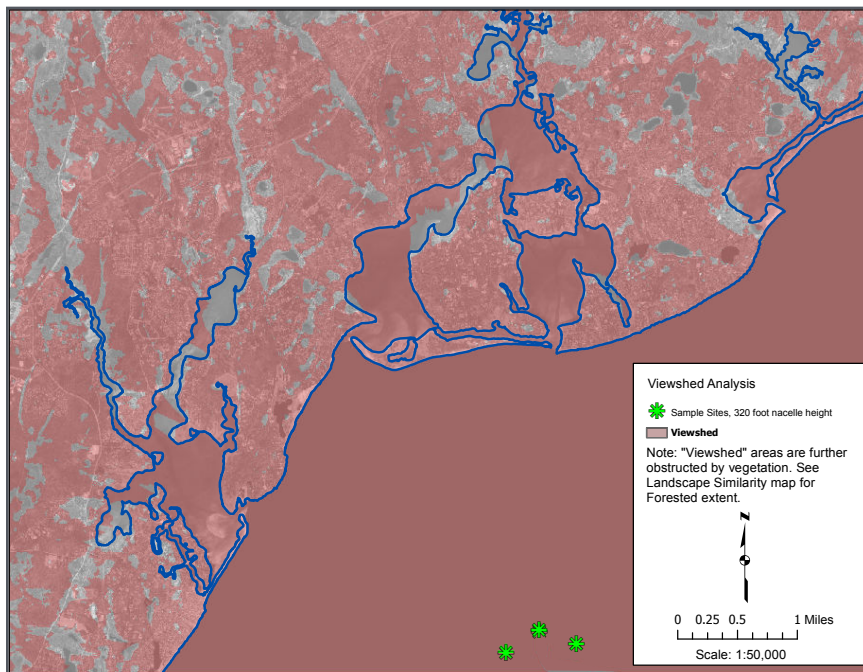 Viewshed Analysis
Sample Sites, 320 foot nacelle height
Viewshed
Note: "Viewshed" areas are further
obstructed by vegetation. See
Landscape Similarity map for
Forested extent.
N
0 0.25 0.5 1 Miles
Scale: 1:50,000